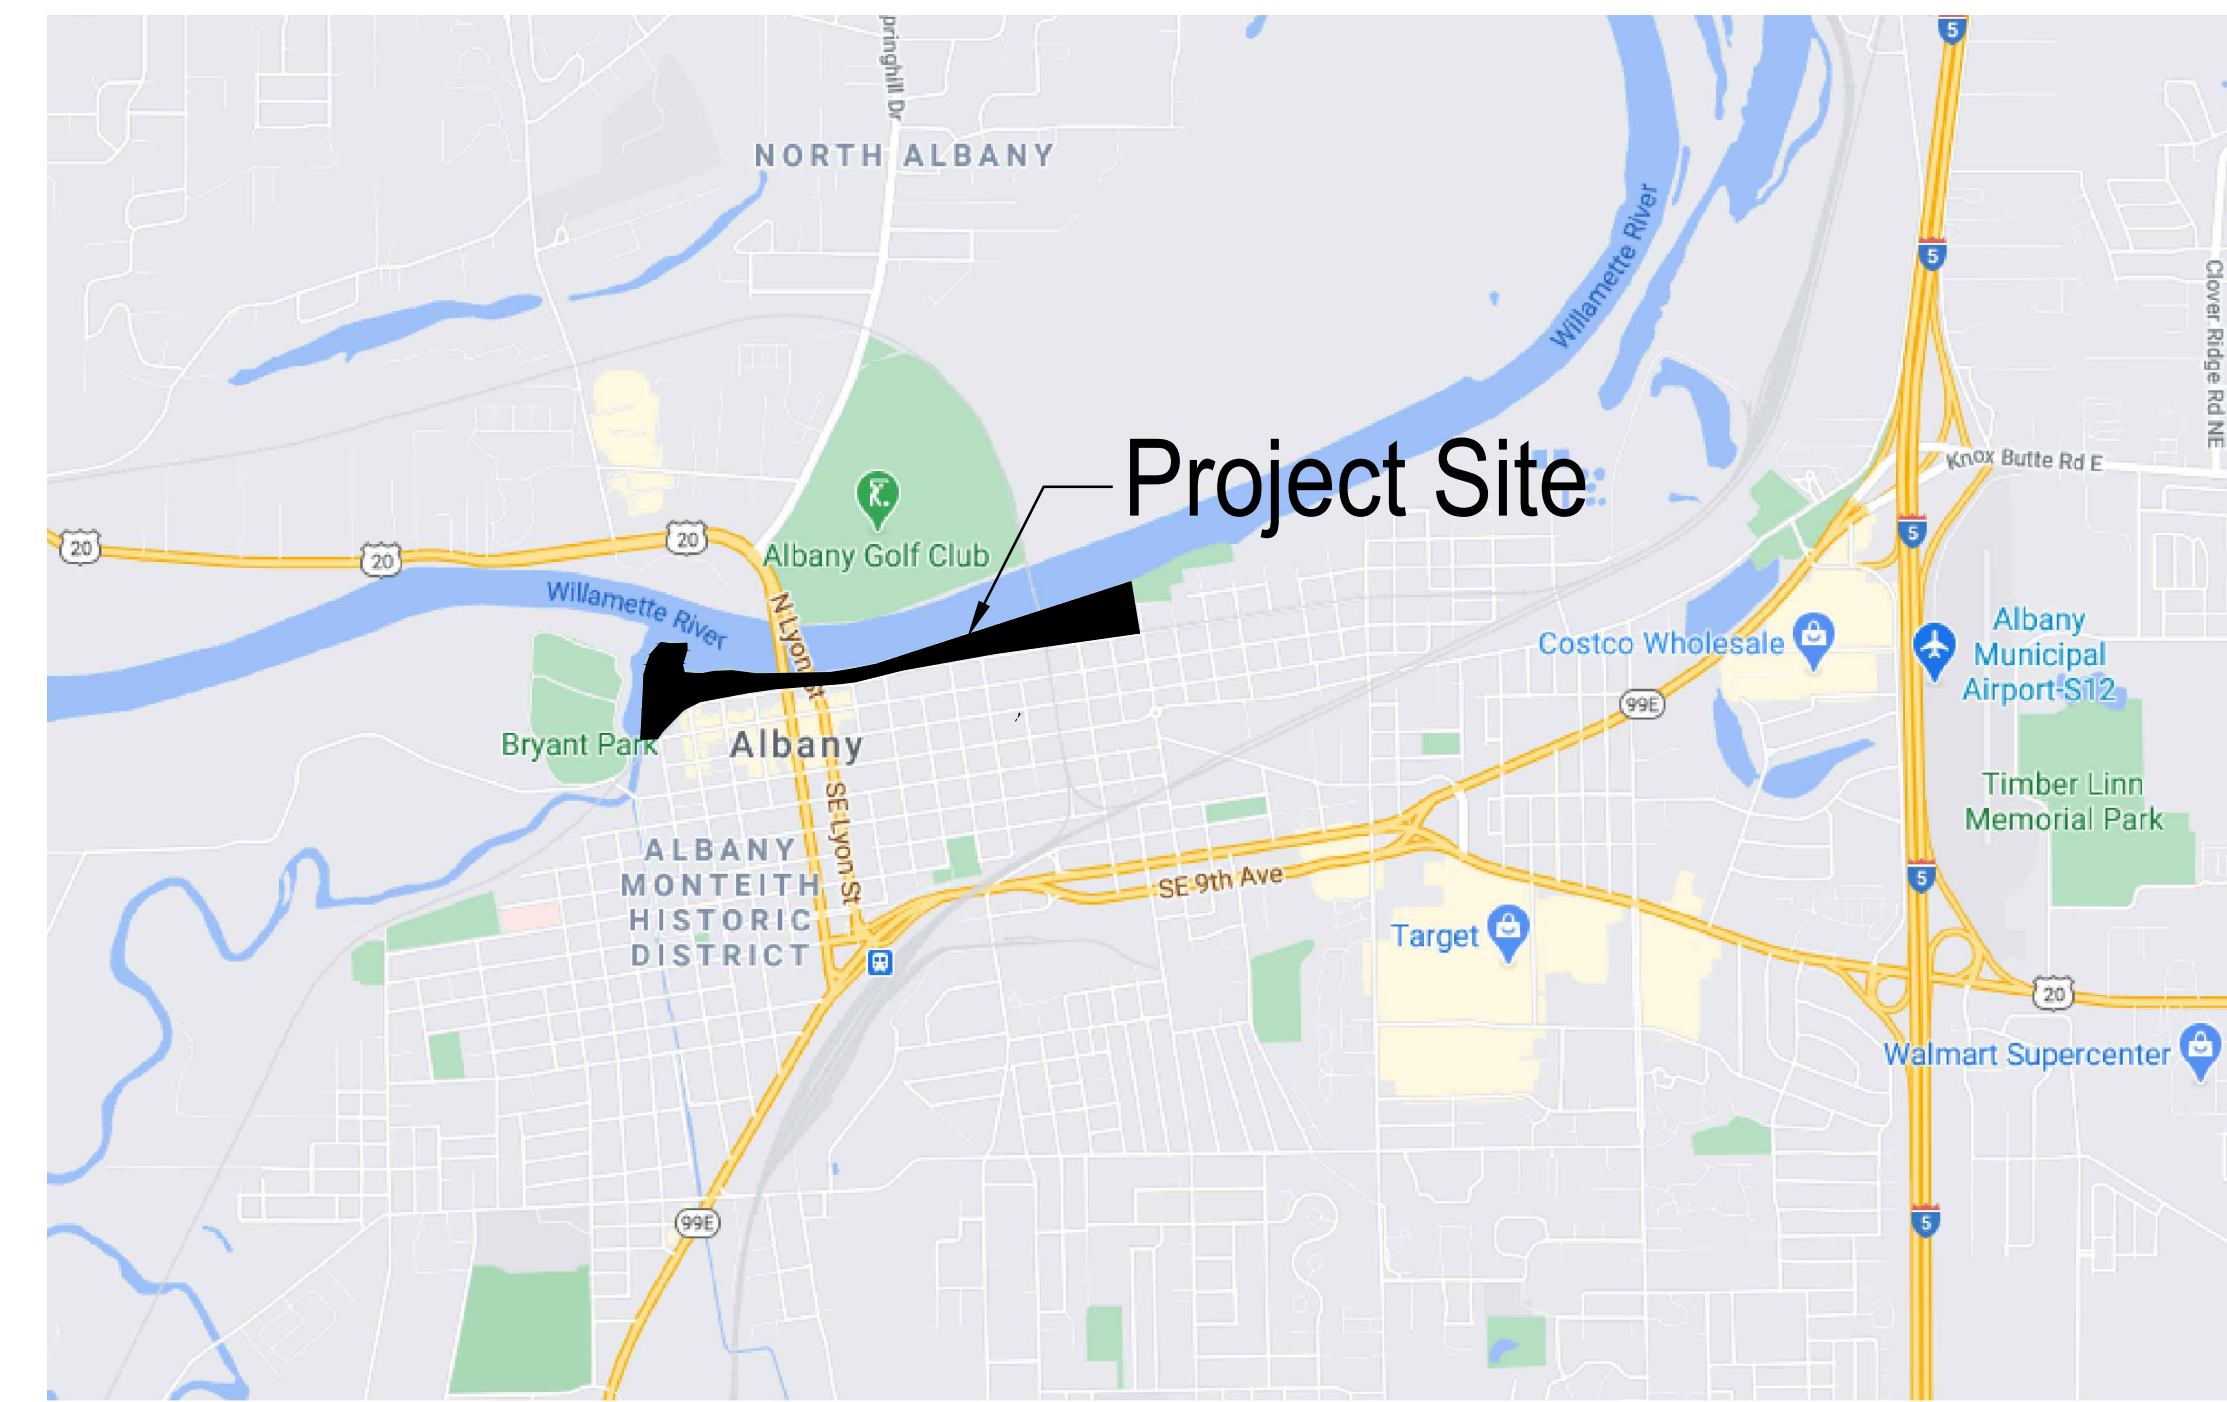 5
pringhill Dr
NORTH ALBANY
Willamette River
5
Clover Ridge Rd NE
Project Site
Knox Butte Rd E
20
20
20
5
Albany Golf Club
Willamette River
N Lyon St
Costco Wholesale
Albany
Municipal
Airport-S12
99E
Bryant Park
Albany
SE Lyon St
Timber Linn
Memorial Park
ALBANY
MONTEITH
HISTORIC
DISTRICT
SE 9th Ave
5
Target
20
Walmart Supercenter
99E
5